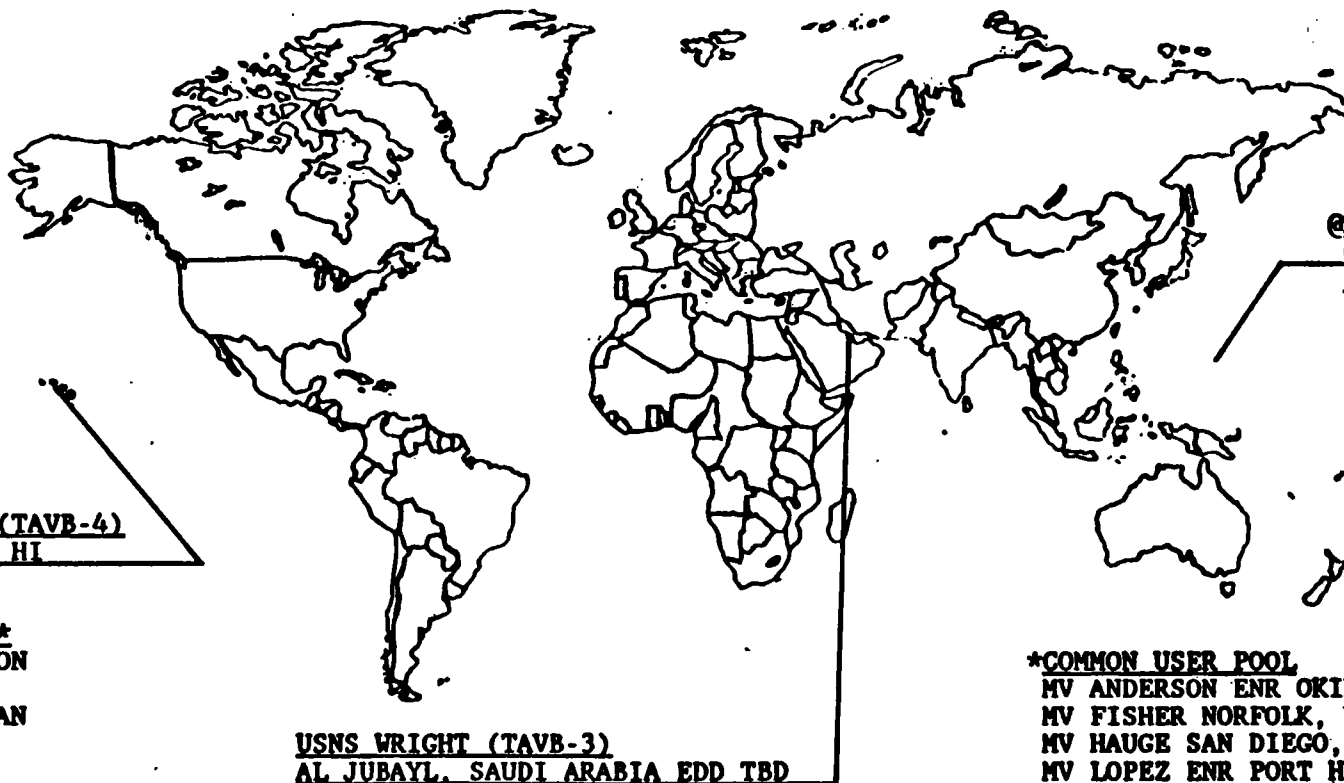 @
(TAVB-4)
HI
*
ON
AN
USNS WRIGHT (TAVB-3)
AL JUBAYL, SAUDI ARABIA EDD TBD
*COMMON USER POOL
MV ANDERSON ENR OKI
MV FISHER NORFOLK,
MV HAUGE SAN DIEGO,
MV LOPEZ ENR PORT H